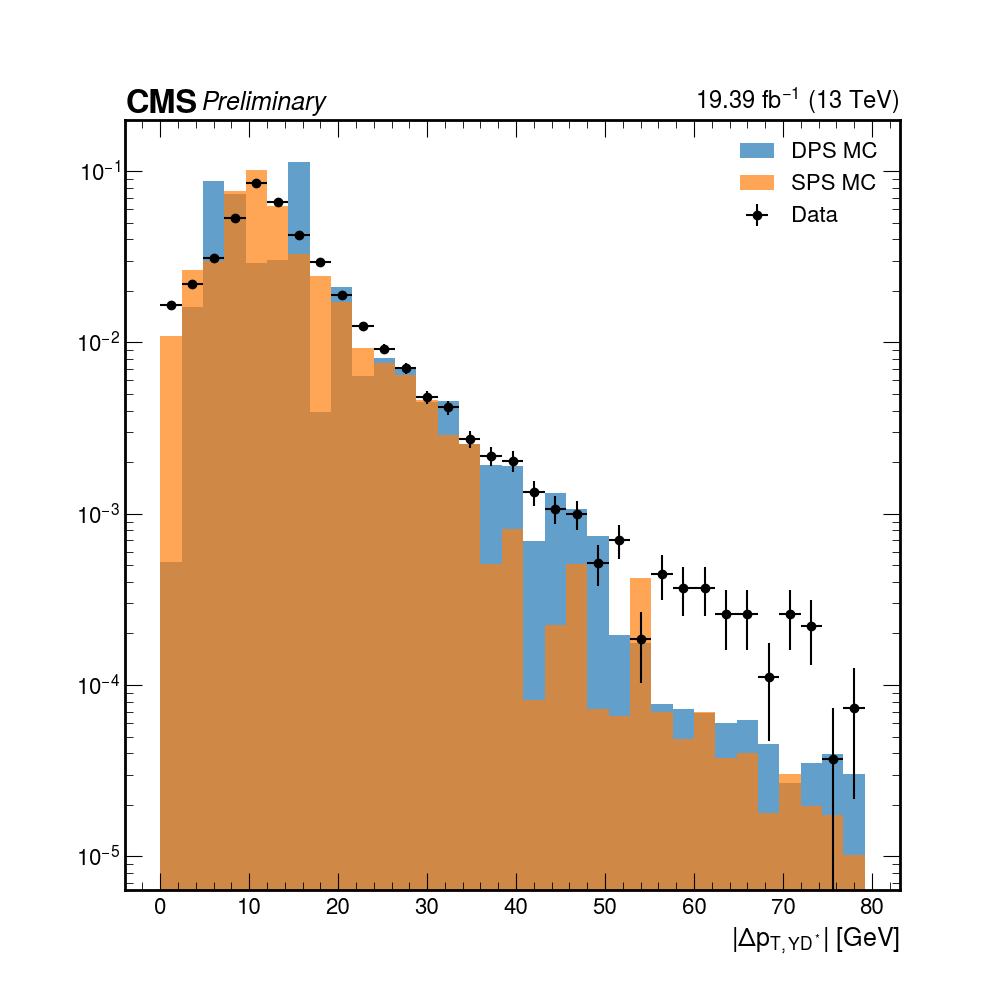 CMS Preliminary 19.39 fb⁻¹ (13 TeV)
DPS MC
SPS MC
Data
10⁻¹
10⁻²
10⁻³
10⁻⁴
10⁻⁵
0 10 20 30 40 50 60 70 80
|Δp_{T, YD*}| [GeV]